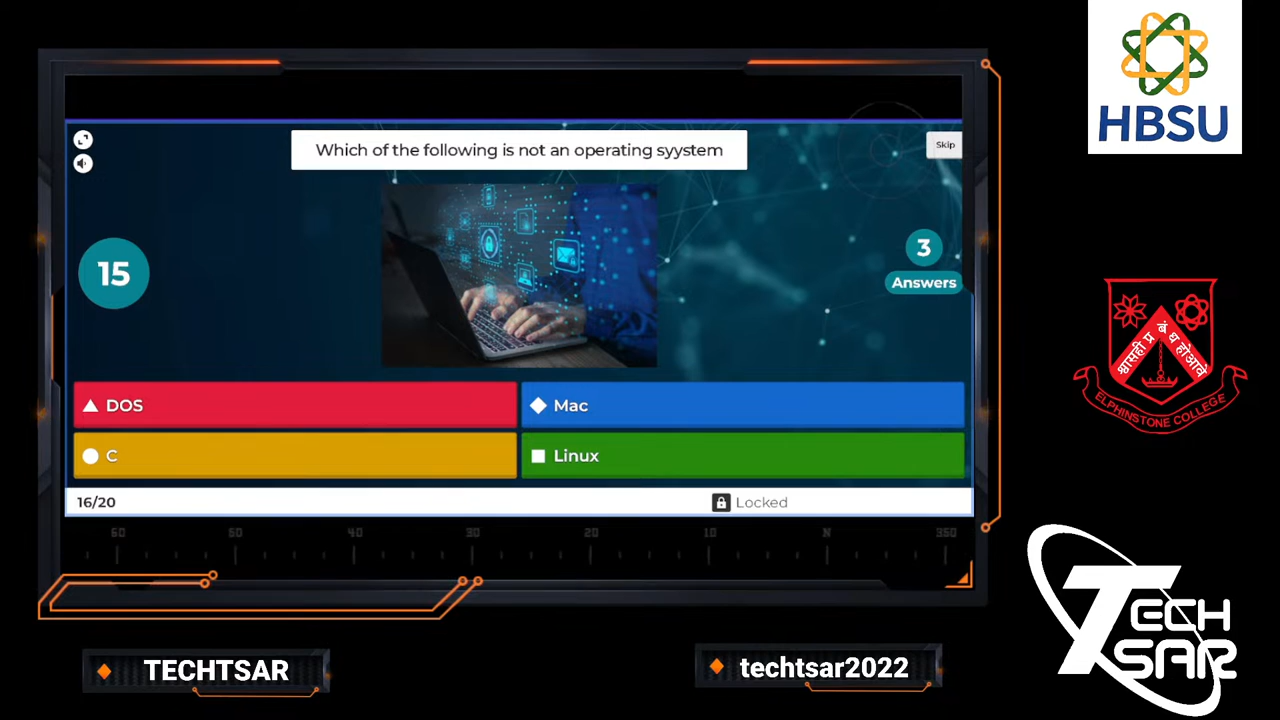 Which of the following is not an operating syystem
Skip
15
3
Answers
DOS
Mac
C
Linux
16/20
Locked
60 50 40 30 20 10 N 350
HBSU
ELPHINSTONE COLLEGE
TECH
SAR
TECHTSAR
techtsar2022